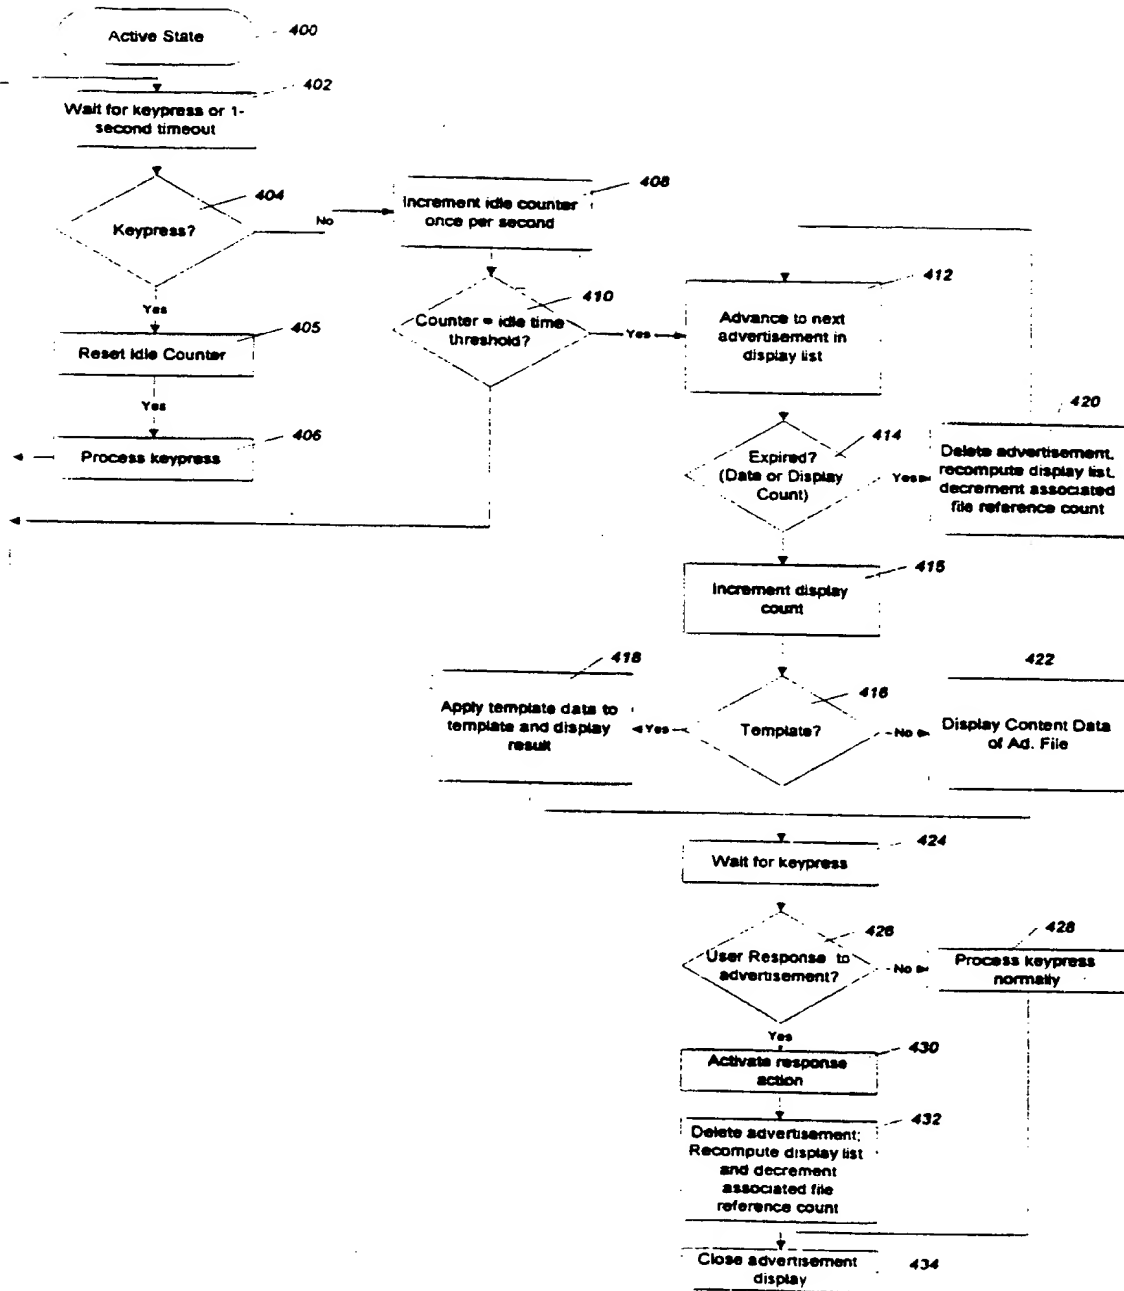 Active State
400
402
Wait for keypress or 1-
second timeout
404
Keypress?
No
408
Increment idle counter
once per second
Yes
405
Reset Idle Counter
Yes
406
Process keypress
410
Counter = idle time
threshold?
Yes
412
Advance to next
advertisement in
display list
414
Expired?
(Data or Display
Count)
Yes
420
Delete advertisement,
recompute display list,
decrement associated
file reference count
415
Increment display
count
416
Template?
Yes
No
418
Apply template data to
template and display
result
422
Display Content Data
of Ad. File
424
Wait for keypress
426
User Response to
advertisement?
No
428
Process keypress
normally
Yes
430
Activate response
action
432
Delete advertisement;
Recompute display list
and decrement
associated file
reference count
Close advertisement
display
434